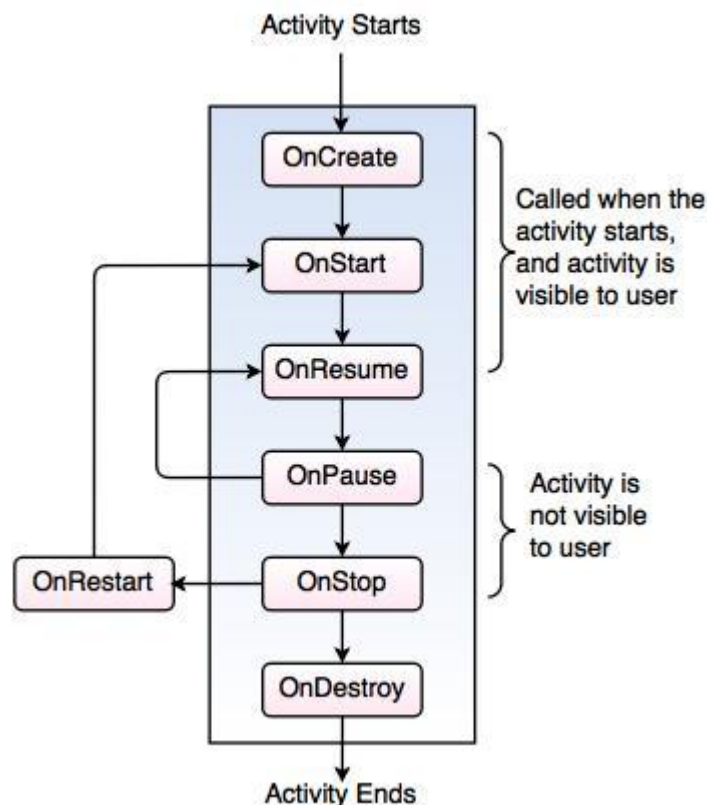 Activity Starts
OnCreate
Called when the
activity starts,
and activity is
visible to user
OnStart
OnResume
OnPause
Activity is
not visible
to user
OnRestart
OnStop
OnDestroy
Activity Ends